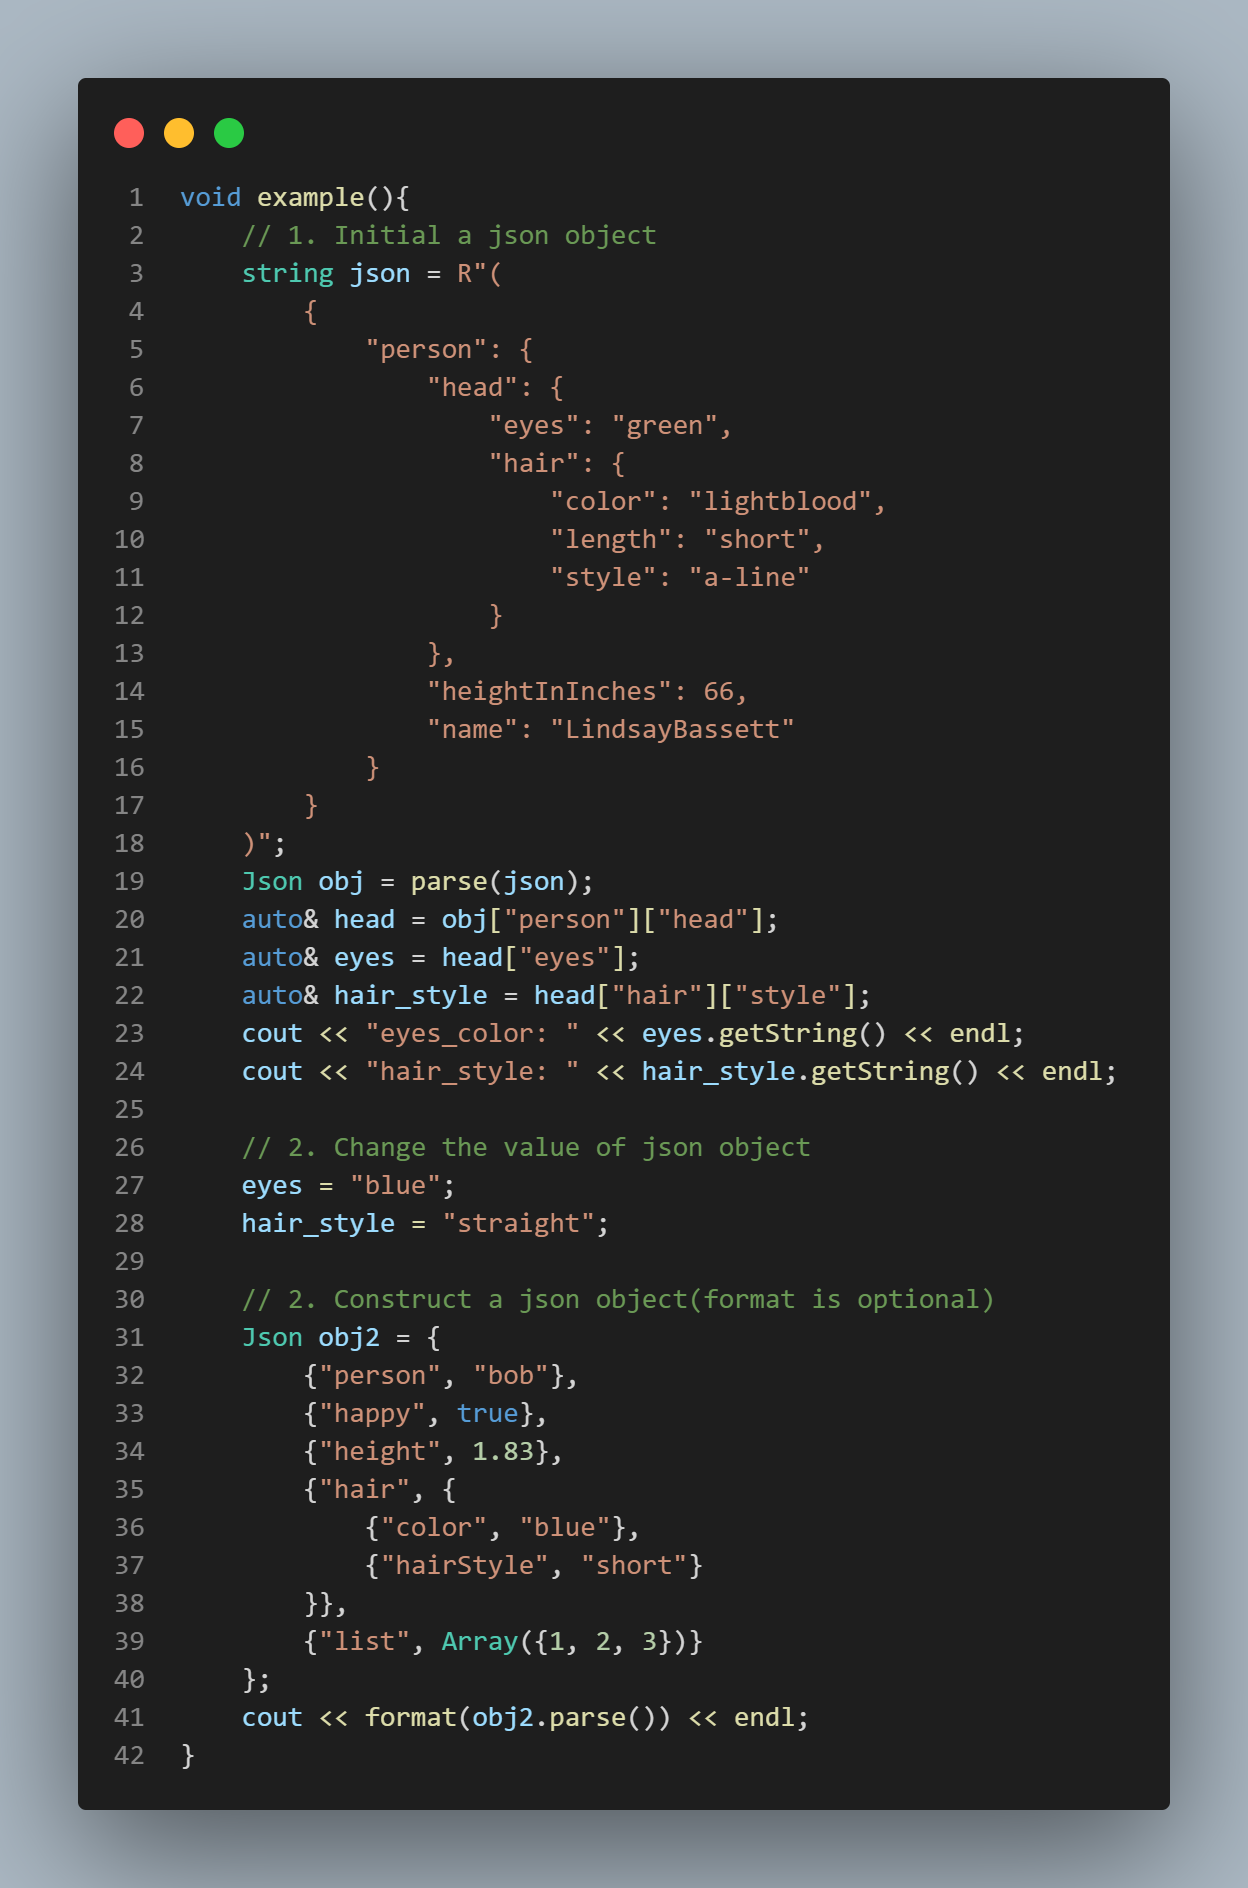 1 void example(){
2     // 1. Initial a json object
3     string json = R"(
4         {
5             "person": {
6                 "head": {
7                     "eyes": "green",
8                     "hair": {
9                         "color": "lightblood",
10                         "length": "short",
11                         "style": "a-line"
12                     }
13                 },
14                 "heightInInches": 66,
15                 "name": "LindsayBassett"
16             }
17         }
18     )";
19     Json obj = parse(json);
20     auto& head = obj["person"]["head"];
21     auto& eyes = head["eyes"];
22     auto& hair_style = head["hair"]["style"];
23     cout << "eyes_color: " << eyes.getString() << endl;
24     cout << "hair_style: " << hair_style.getString() << endl;
25
26     // 2. Change the value of json object
27     eyes = "blue";
28     hair_style = "straight";
29
30     // 2. Construct a json object(format is optional)
31     Json obj2 = {
32         {"person", "bob"},
33         {"happy", true},
34         {"height", 1.83},
35         {"hair", {
36             {"color", "blue"},
37             {"hairStyle", "short"}
38         }},
39         {"list", Array({1, 2, 3})}
40     };
41     cout << format(obj2.parse()) << endl;
42 }